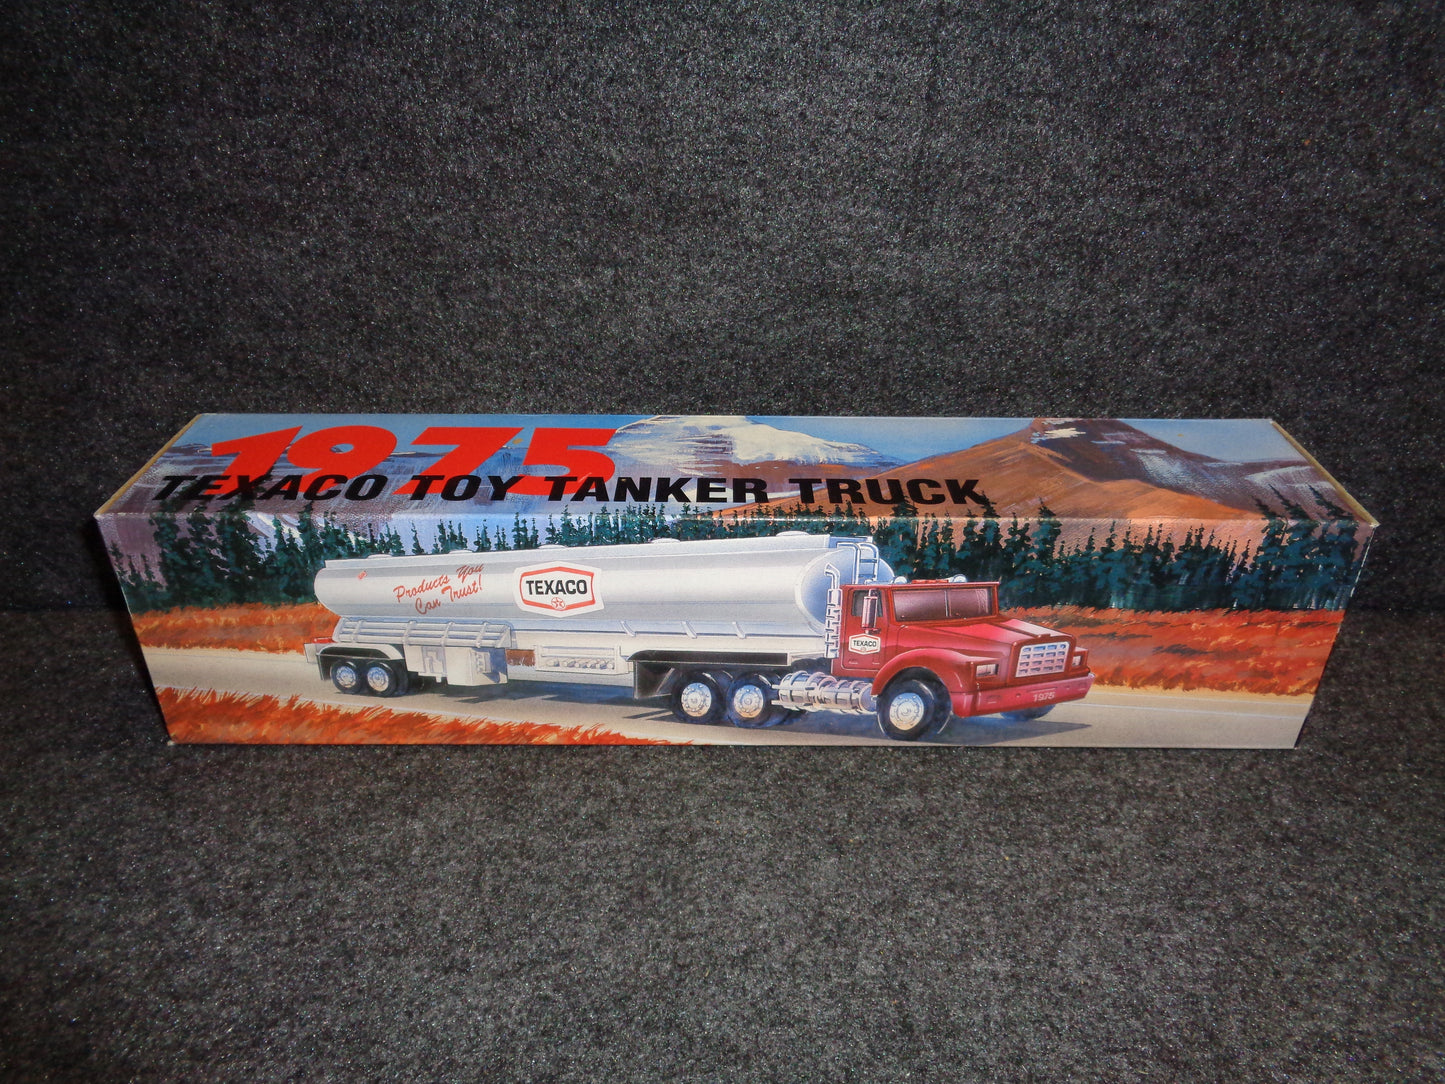 1975
TEXACO TOY TANKER TRUCK
Products You
Can Trust!
TEXACO
TEXACO
1975